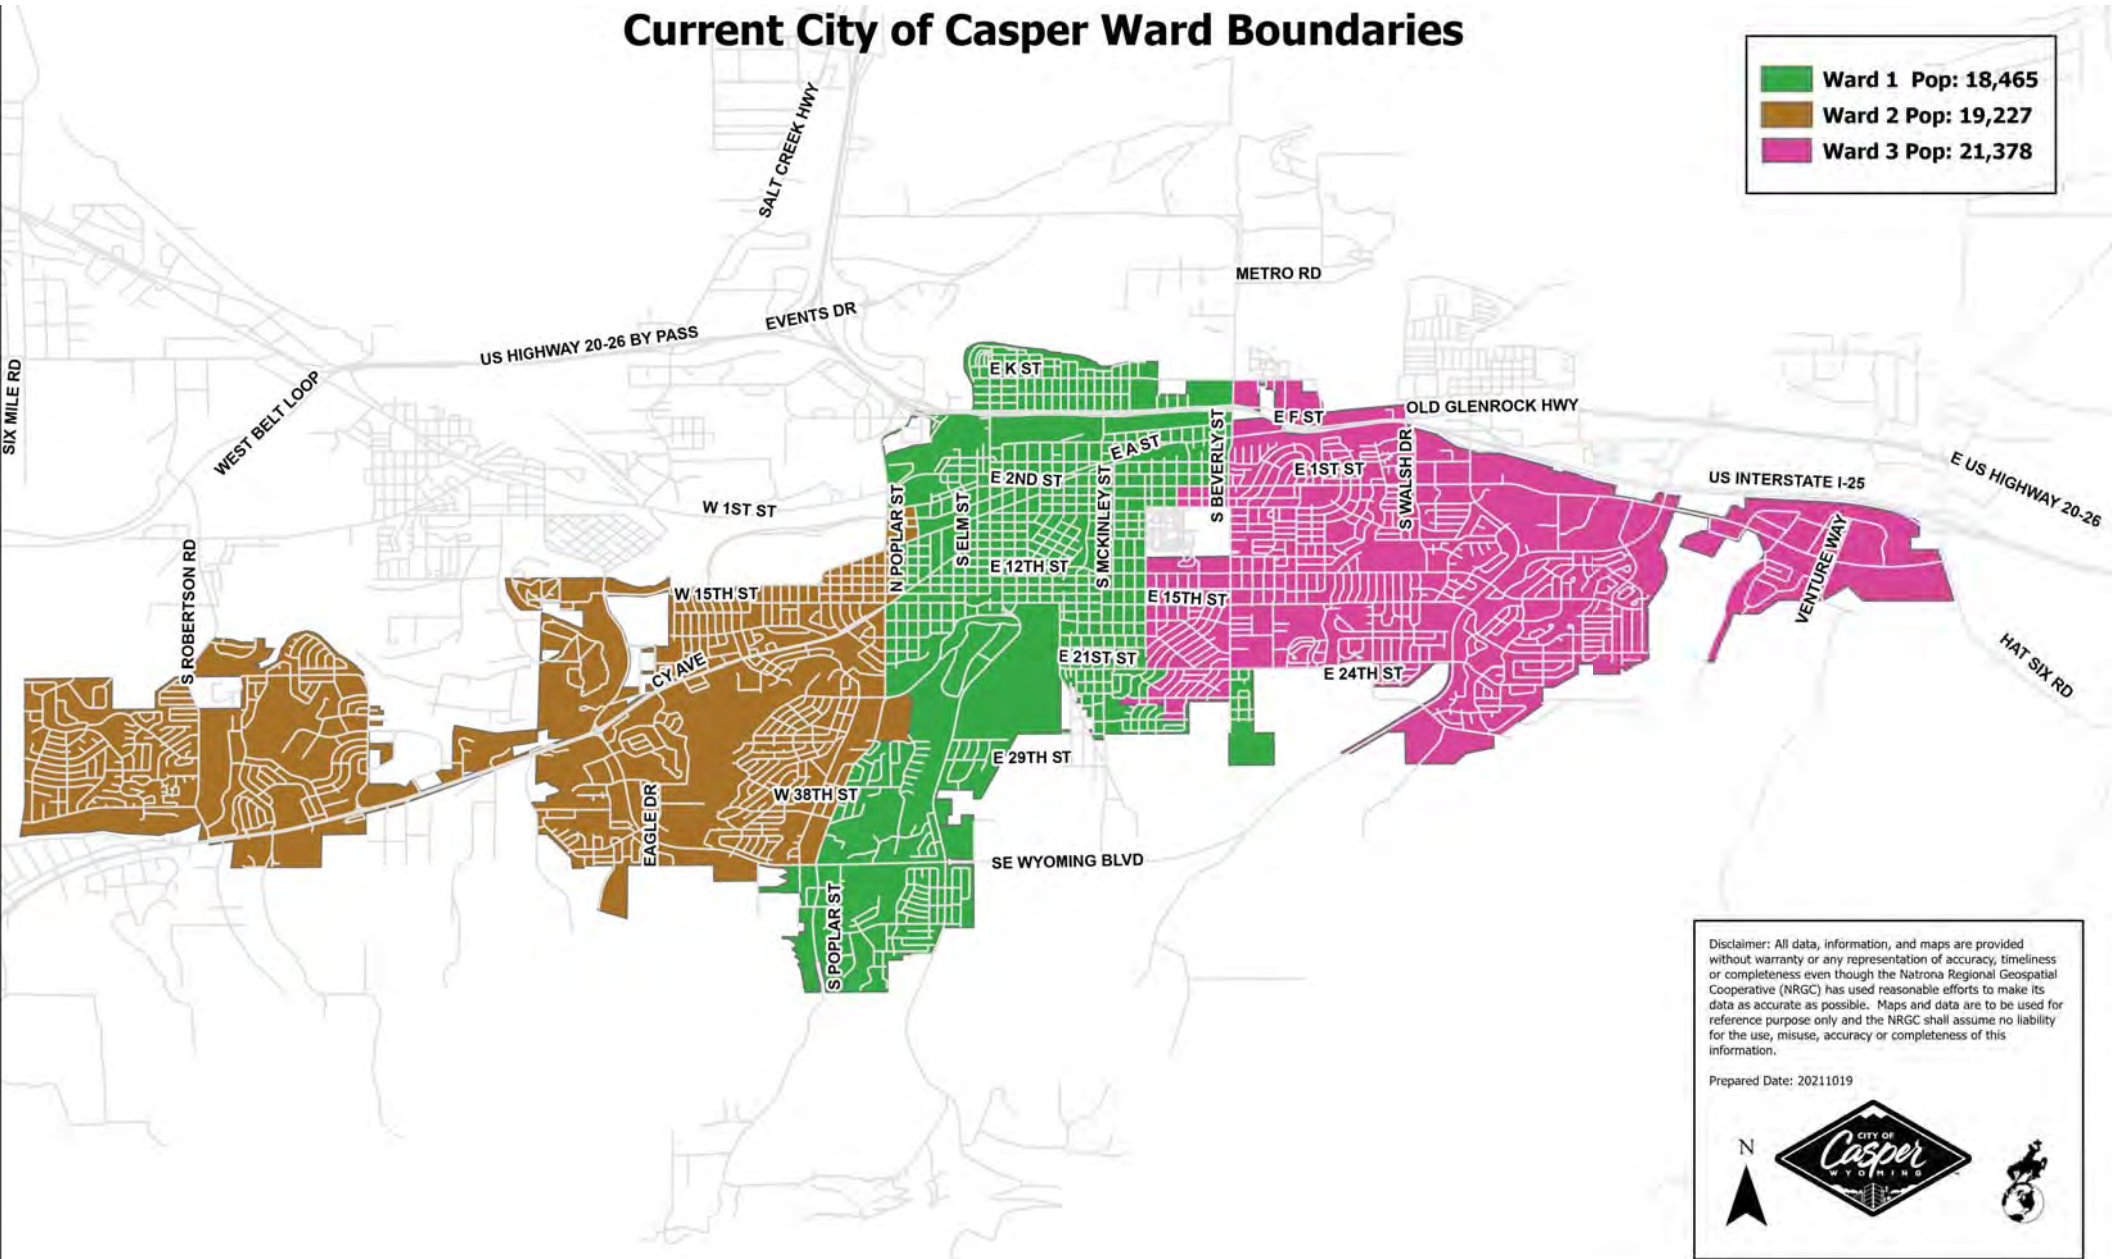 Current City of Casper Ward Boundaries
Ward 1 Pop: 18,465
Ward 2 Pop: 19,227
Ward 3 Pop: 21,378
SALT CREEK HWY
METRO RD
EVENTS DR
US HIGHWAY 20-26 BY PASS
SIX MILE RD
WEST BELT LOOP
E K ST
OLD GLENROCK HWY
E F ST
S BEVERLY ST
E A ST
S WALSH DR
E 1ST ST
E 2ND ST
S MCKINLEY ST
US INTERSTATE I-25
E US HIGHWAY 20-26
W 1ST ST
N POPLAR ST
S ELM ST
E 12TH ST
VENTURE WAY
S ROBERTSON RD
W 15TH ST
E 15TH ST
HAT SIX RD
CY AVE
E 21ST ST
E 24TH ST
E 29TH ST
W 38TH ST
EAGLE DR
SE WYOMING BLVD
S POPLAR ST
Disclaimer: All data, information, and maps are provided
without warranty or any representation of accuracy, timeliness
or completeness even though the Natrona Regional Geospatial
Cooperative (NRGC) has used reasonable efforts to make its
data as accurate as possible. Maps and data are to be used for
reference purpose only and the NRGC shall assume no liability
for the use, misuse, accuracy or completeness of this
information.
Prepared Date: 20211019
N
CITY OF
Casper
WYOMING